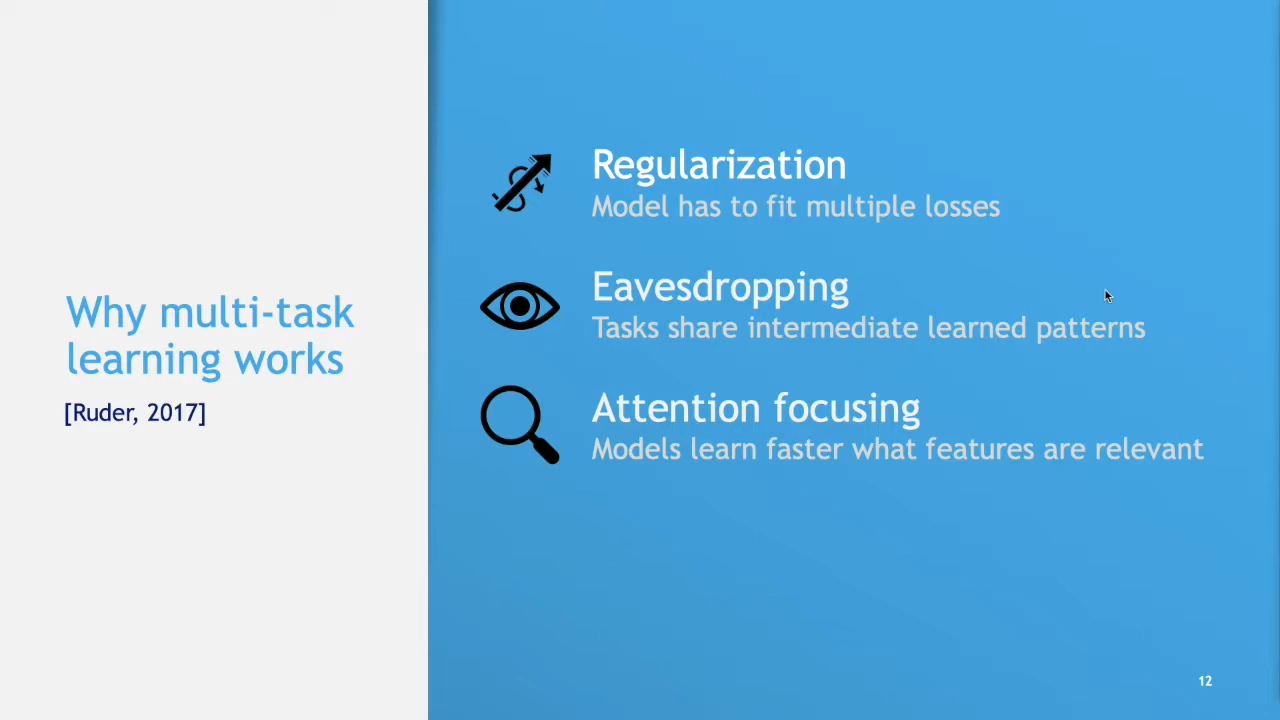 Why multi-task
learning works
[Ruder, 2017]
Regularization
Model has to fit multiple losses
Eavesdropping
Tasks share intermediate learned patterns
Attention focusing
Models learn faster what features are relevant
12